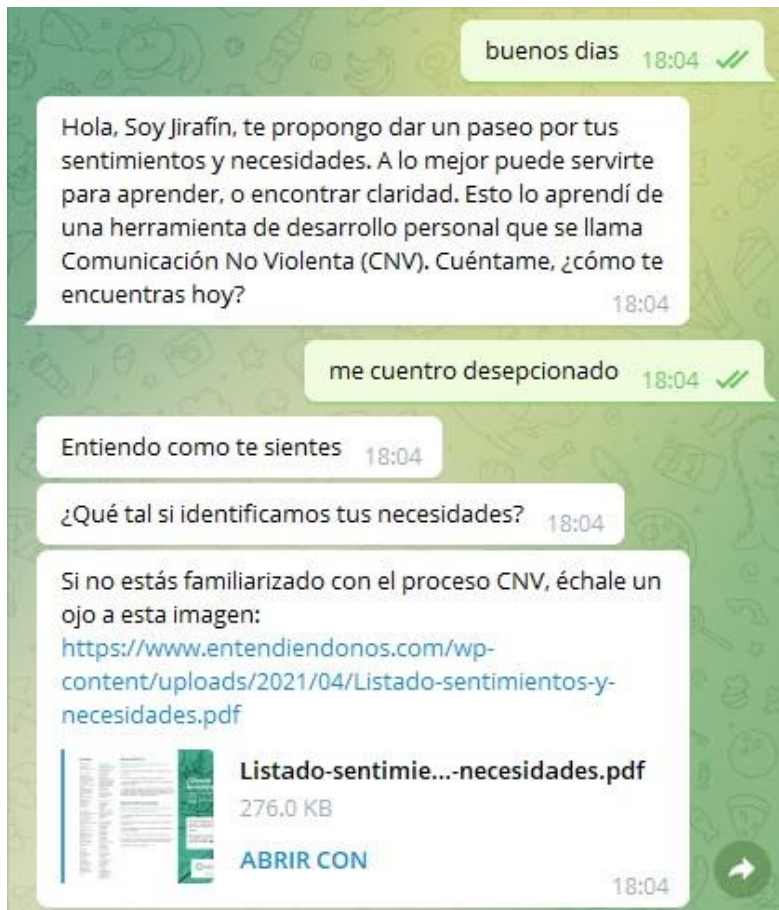 buenos dias 18:04
Hola, Soy Jirafín, te propongo dar un paseo por tus
sentimientos y necesidades. A lo mejor puede servirte
para aprender, o encontrar claridad. Esto lo aprendí de
una herramienta de desarrollo personal que se llama
Comunicación No Violenta (CNV). Cuéntame, ¿cómo te
encuentras hoy? 18:04
me cuentro desepcionado 18:04
Entiendo como te sientes 18:04
¿Qué tal si identificamos tus necesidades? 18:04
Si no estás familiarizado con el proceso CNV, échale un
ojo a esta imagen:
https://www.entendiendonos.com/wp-
content/uploads/2021/04/Listado-sentimientos-y-
necesidades.pdf
Listado-sentimie...-necesidades.pdf
276.0 KB
ABRIR CON
18:04